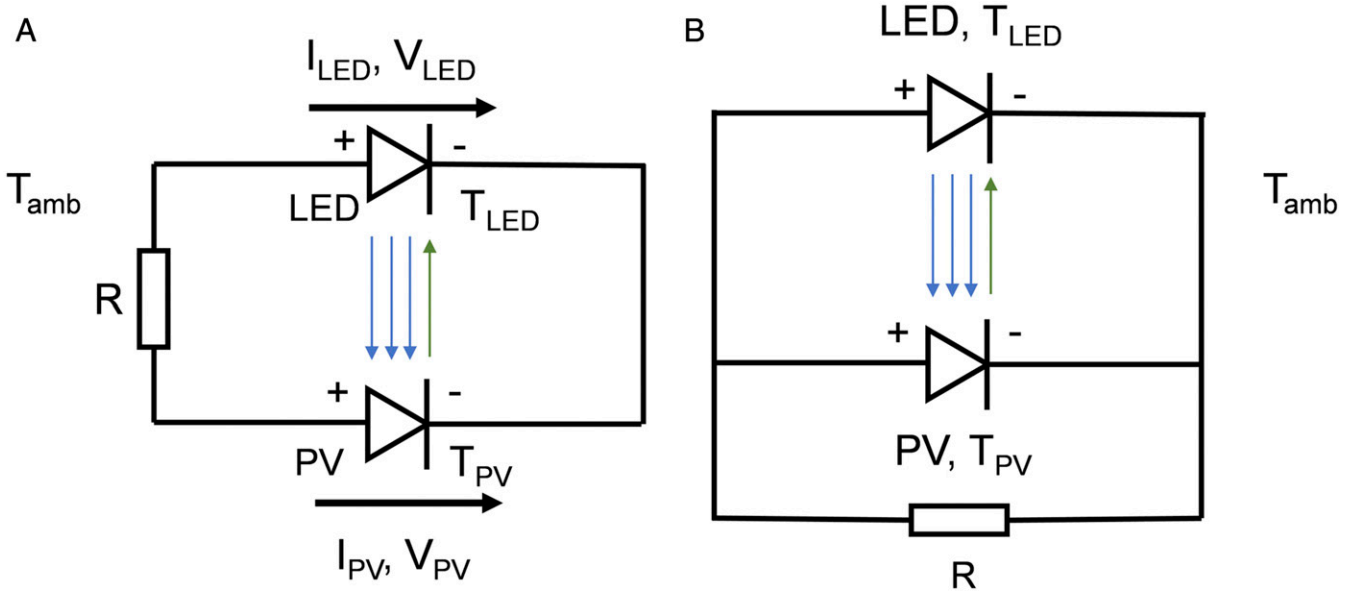 A
I_LED, V_LED
+ -
LED T_LED
T_amb
R
+ -
PV T_PV
I_PV, V_PV
B
LED, T_LED
+ -
T_amb
+ -
PV, T_PV
R